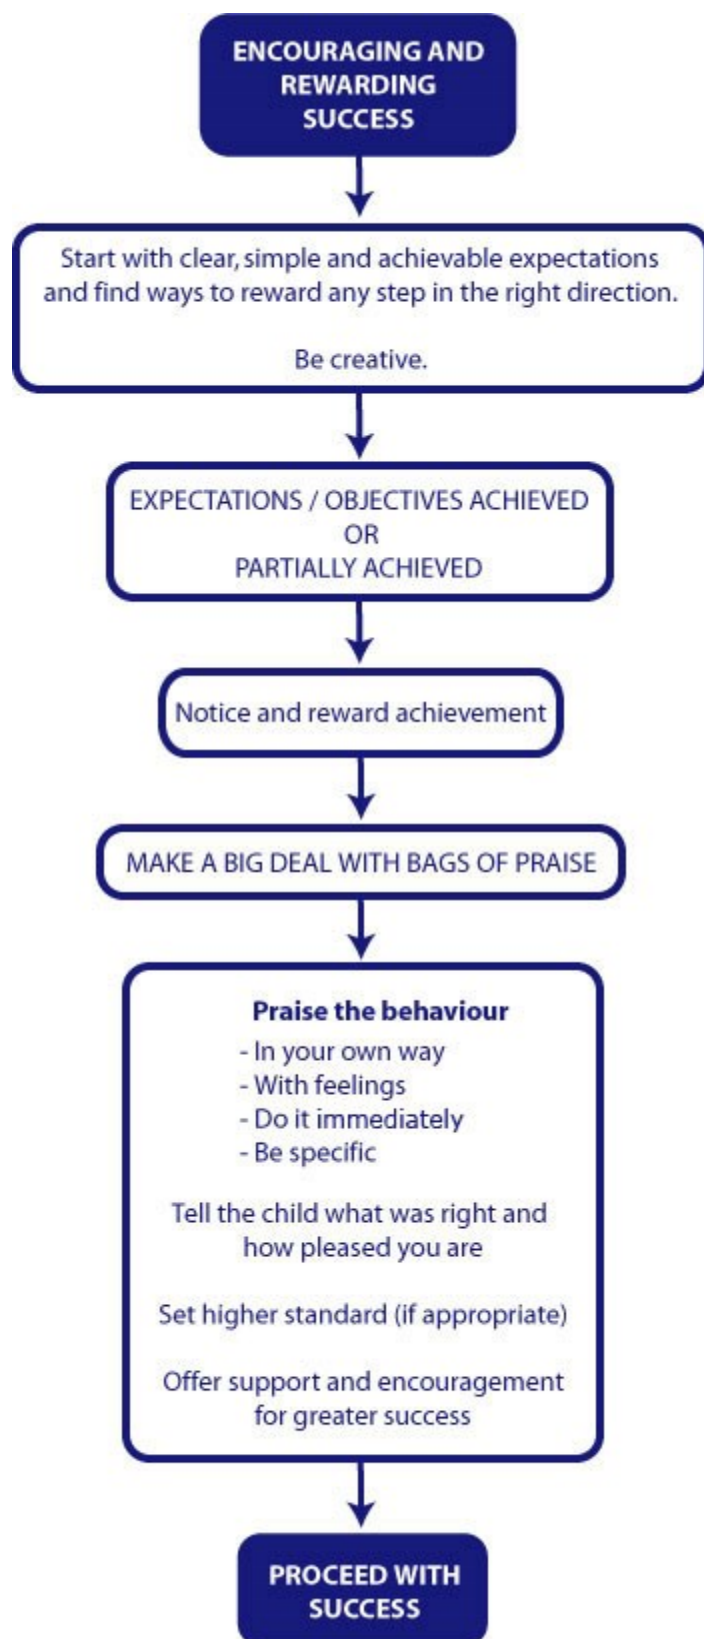 ENCOURAGING AND
REWARDING
SUCCESS
Start with clear, simple and achievable expectations
and find ways to reward any step in the right direction.
Be creative.
EXPECTATIONS / OBJECTIVES ACHIEVED
OR
PARTIALLY ACHIEVED
Notice and reward achievement
MAKE A BIG DEAL WITH BAGS OF PRAISE
Praise the behaviour
- In your own way
- With feelings
- Do it immediately
- Be specific
Tell the child what was right and
how pleased you are
Set higher standard (if appropriate)
Offer support and encouragement
for greater success
PROCEED WITH
SUCCESS